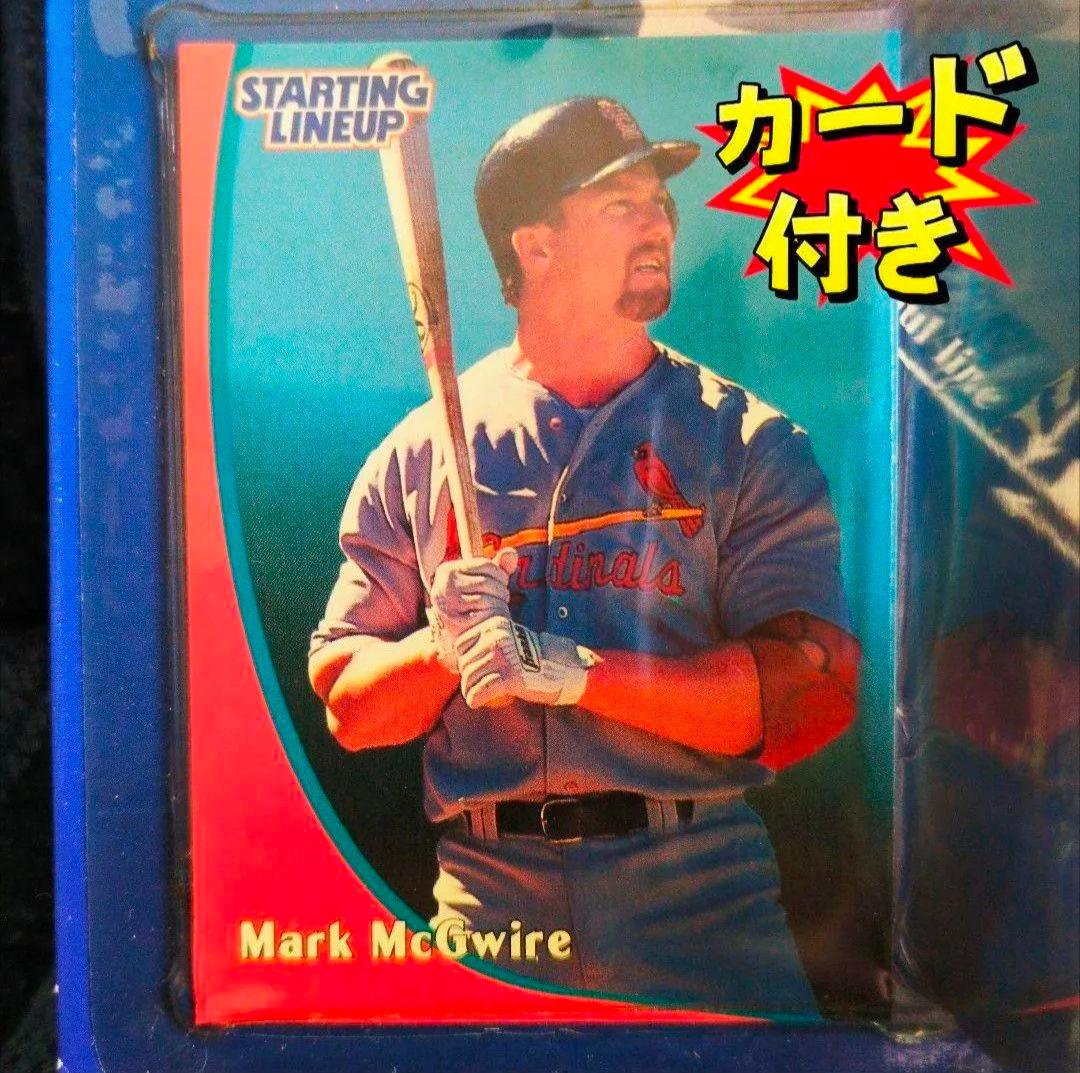 STARTING
LINEUP
カード
付き
Cardinals
Mark McGwire